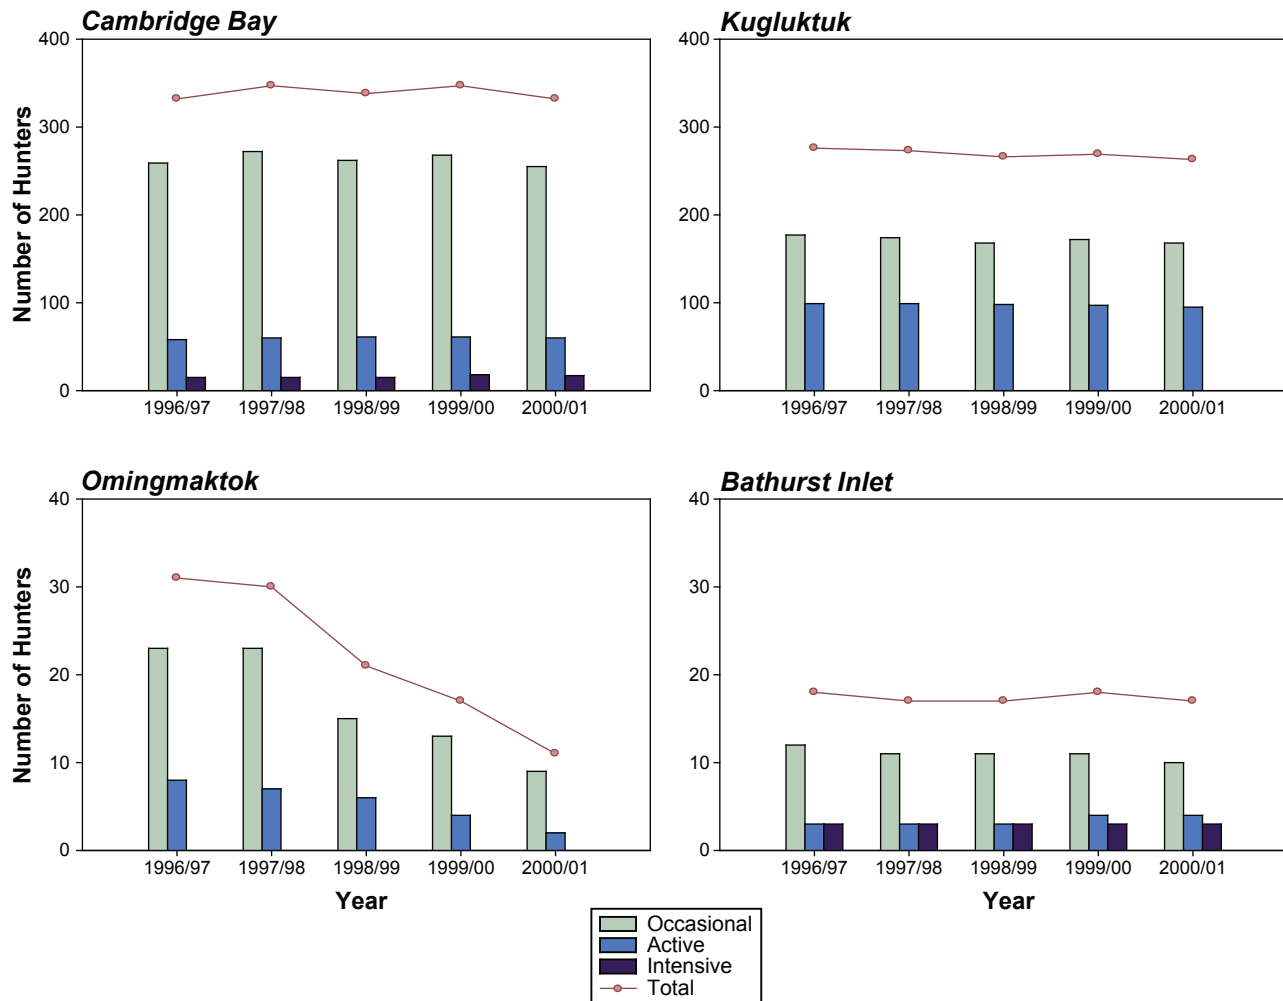 Cambridge Bay
Kugluktuk
400
300
200
100
0
Number of Hunters
1996/97 1997/98 1998/99 1999/00 2000/01
400
300
200
100
0
1996/97 1997/98 1998/99 1999/00 2000/01
Omingmaktok
Bathurst Inlet
40
30
20
10
0
Number of Hunters
1996/97 1997/98 1998/99 1999/00 2000/01
Year
40
30
20
10
0
1996/97 1997/98 1998/99 1999/00 2000/01
Year
Occasional
Active
Intensive
Total